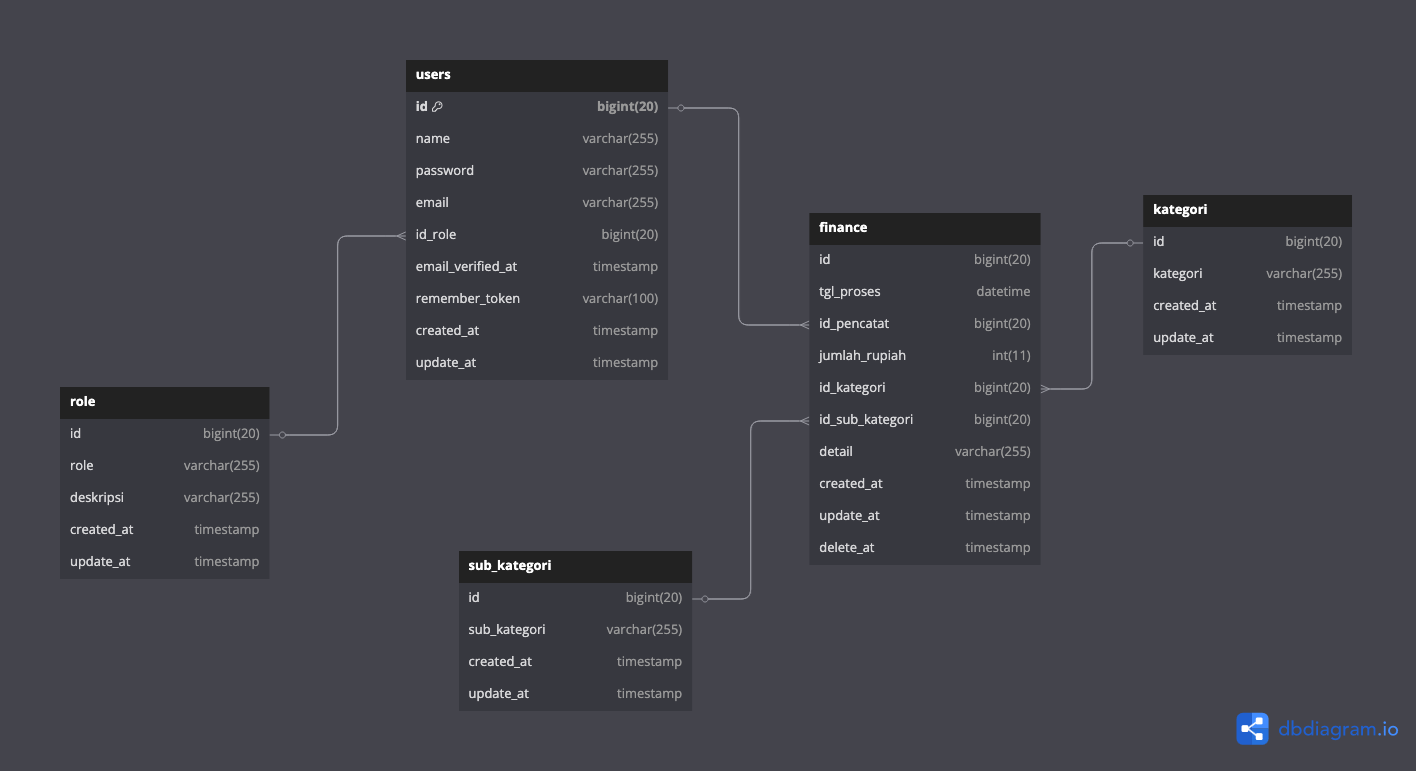 users
id bigint(20)
name varchar(255)
password varchar(255)
email varchar(255)
id_role bigint(20)
email_verified_at timestamp
remember_token varchar(100)
created_at timestamp
update_at timestamp
role
id bigint(20)
role varchar(255)
deskripsi varchar(255)
created_at timestamp
update_at timestamp
sub_kategori
id bigint(20)
sub_kategori varchar(255)
created_at timestamp
update_at timestamp
finance
id bigint(20)
tgl_proses datetime
id_pencatat bigint(20)
jumlah_rupiah int(11)
id_kategori bigint(20)
id_sub_kategori bigint(20)
detail varchar(255)
created_at timestamp
update_at timestamp
delete_at timestamp
kategori
id bigint(20)
kategori varchar(255)
created_at timestamp
update_at timestamp
dbdiagram.io